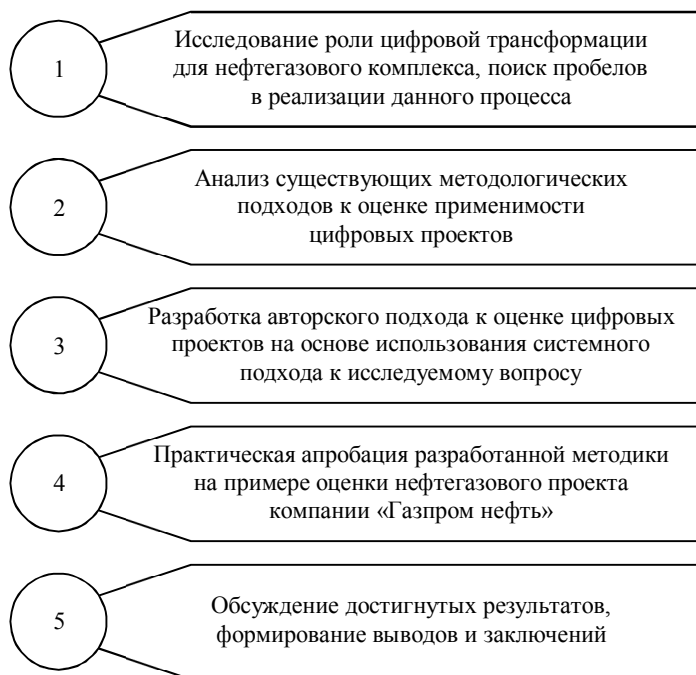 1
Исследование роли цифровой трансформации
для нефтегазового комплекса, поиск пробелов
в реализации данного процесса
2
Анализ существующих методологических
подходов к оценке применимости
цифровых проектов
3
Разработка авторского подхода к оценке цифровых
проектов на основе использования системного
подхода к исследуемому вопросу
4
Практическая апробация разработанной методики
на примере оценки нефтегазового проекта
компании «Газпром нефть»
5
Обсуждение достигнутых результатов,
формирование выводов и заключений